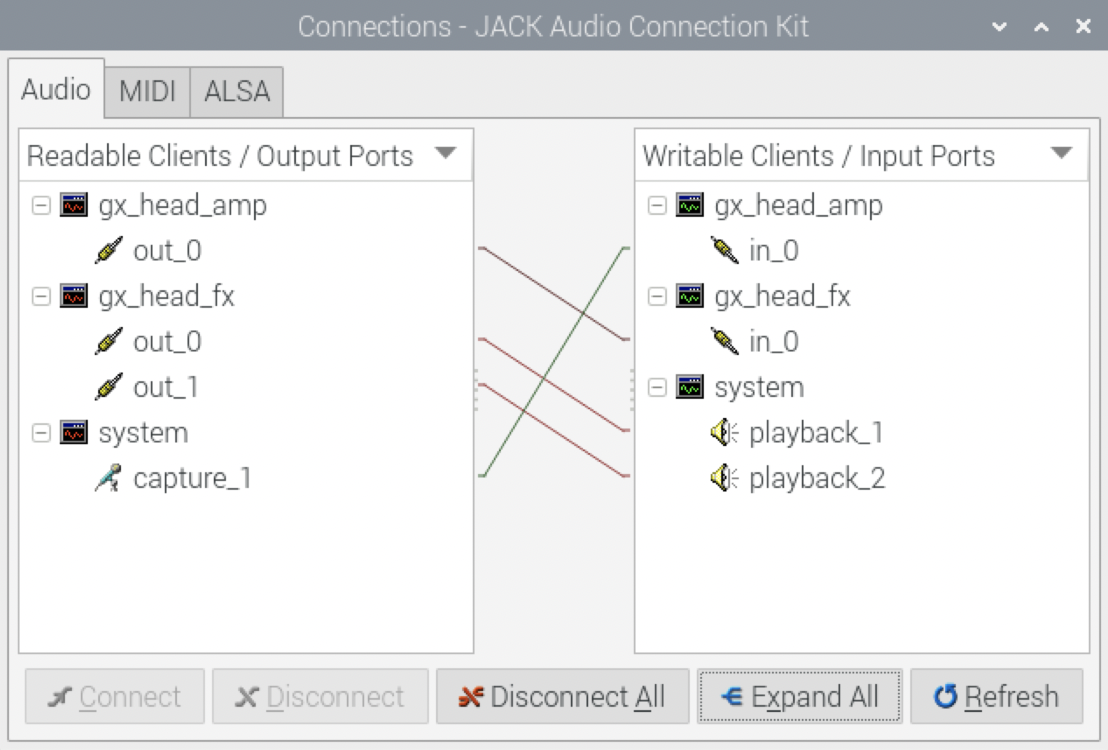 Connections - JACK Audio Connection Kit
Audio MIDI ALSA
Readable Clients / Output Ports
gx_head_amp
out_0
gx_head_fx
out_0
out_1
system
capture_1
Writable Clients / Input Ports
gx_head_amp
in_0
gx_head_fx
in_0
system
playback_1
playback_2
Connect Disconnect Disconnect All Expand All Refresh